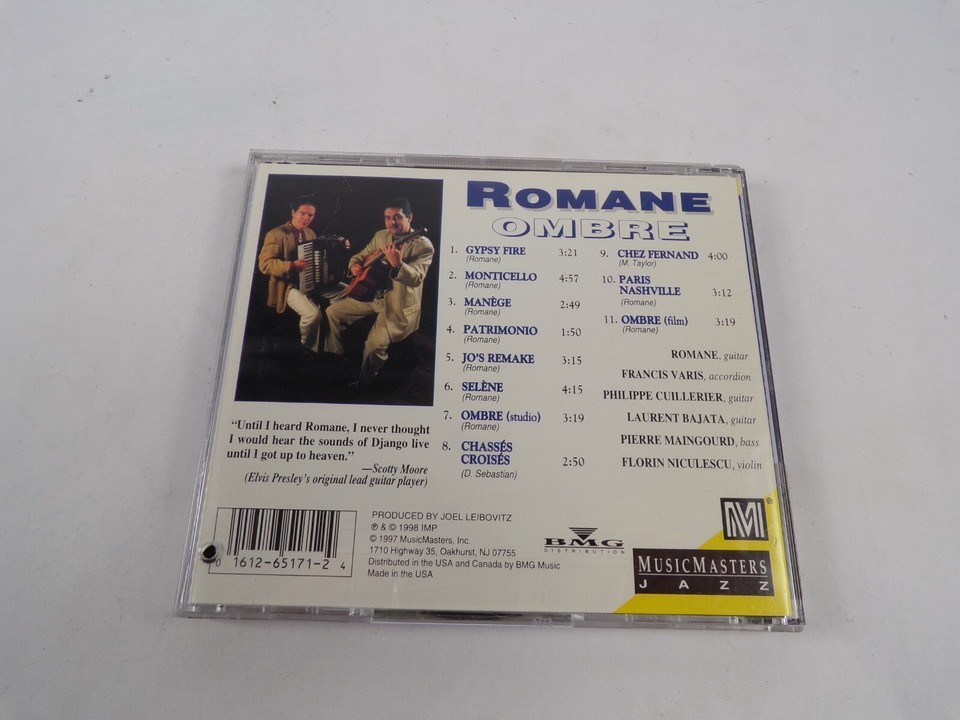 ROMANE
OMBRE
1. GYPSY FIRE 3:21
(Romane)
2. MONTICELLO 4:57
(Romane)
3. MANÈGE 2:49
(Romane)
4. PATRIMONIO 1:50
(Romane)
5. JO'S REMAKE 3:15
(Romane)
6. SELÈNE 4:15
(Romane)
7. OMBRE (studio) 3:19
(Romane)
8. CHASSÉS
CROISÉS 2:50
(D. Sebastian)
9. CHEZ FERNAND 4:00
(M. Taylor)
10. PARIS
NASHVILLE 3:12
(Romane)
11. OMBRE (film) 3:19
(Romane)
ROMANE, guitar
FRANCIS VARIS, accordion
PHILIPPE CUILLERIER, guitar
LAURENT BAJATA, guitar
PIERRE MAINGOURD, bass
FLORIN NICULESCU, violin
“Until I heard Romane, I never thought
I would hear the sounds of Django live
until I got up to heaven.”
—Scotty Moore
(Elvis Presley's original lead guitar player)
0 1612-65171-2 4
PRODUCED BY JOEL LEIBOVITZ
℗ & © 1998 IMP
© 1997 MusicMasters, Inc.
1710 Highway 35, Oakhurst, NJ 07755
Distributed in the USA and Canada by BMG Music
Made in the USA
BMG
DISTRIBUTION
M ®
MUSICMASTERS
JAZZ